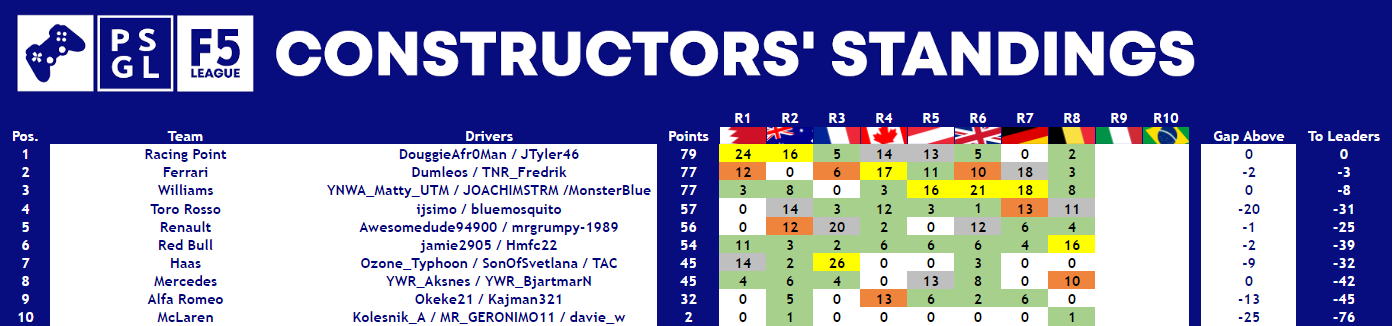 PS GL F5 LEAGUE CONSTRUCTORS' STANDINGS
R1 R2 R3 R4 R5 R6 R7 R8 R9 R10
Pos. Team Drivers Points Gap Above To Leaders
1 Racing Point DouggieAfr0Man / JTyler46 79 24 16 5 14 13 5 0 2 0 0
2 Ferrari Dumleos / TNR_Fredrik 77 12 0 6 17 11 10 18 3 -2 -3
3 Williams YNWA_Matty_UTM / JOACHIMSTRM /MonsterBlue 77 3 8 0 3 16 21 18 8 0 -8
4 Toro Rosso ijsimo / bluemosquito 57 0 14 3 12 3 1 13 11 -20 -31
5 Renault Awesomedude94900 / mrgrumpy-1989 56 0 12 20 2 0 12 6 4 -1 -25
6 Red Bull jamie2905 / Hmfc22 54 11 3 2 6 6 6 4 16 -2 -39
7 Haas Ozone_Typhoon / SonOfSvetlana / TAC 45 14 2 26 0 0 3 0 0 -9 -32
8 Mercedes YWR_Aksnes / YWR_BjartmarN 45 4 6 4 0 13 8 0 10 0 -42
9 Alfa Romeo Okeke21 / Kajman321 32 0 5 0 13 6 2 6 0 -13 -45
10 McLaren Kolesnik_A / MR_GERONIMO11 / davie_w 2 0 1 0 0 0 0 0 1 -25 -76